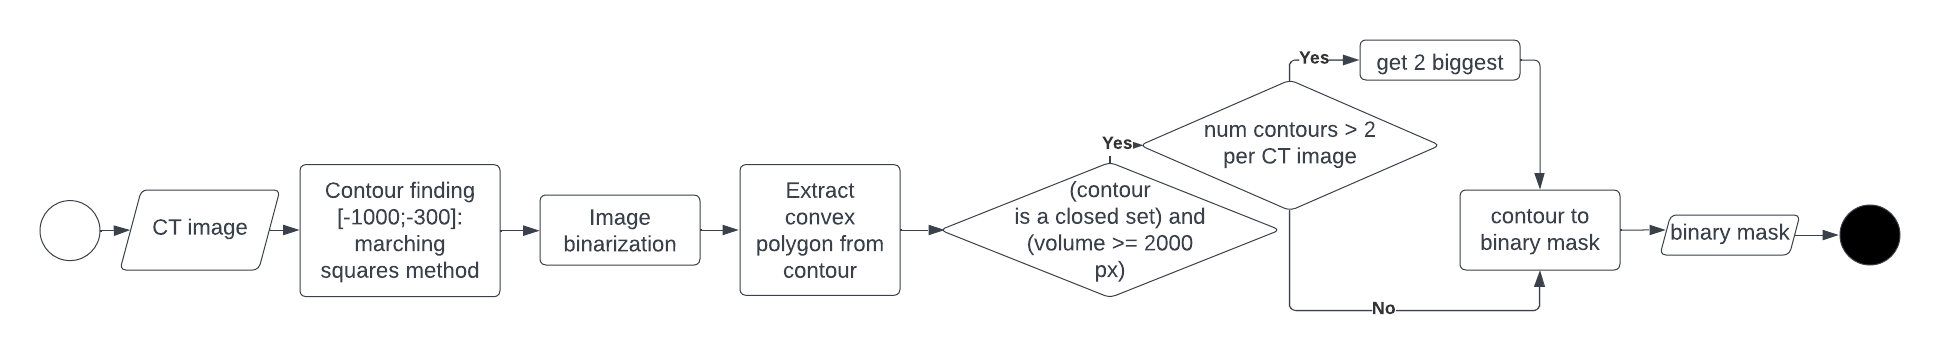 CT image
Contour finding
[-1000;-300]:
marching
squares method
Image
binarization
Extract
convex
polygon from
contour
(contour
is a closed set) and
(volume >= 2000
px)
Yes
num contours > 2
per CT image
Yes
get 2 biggest
No
contour to
binary mask
binary mask